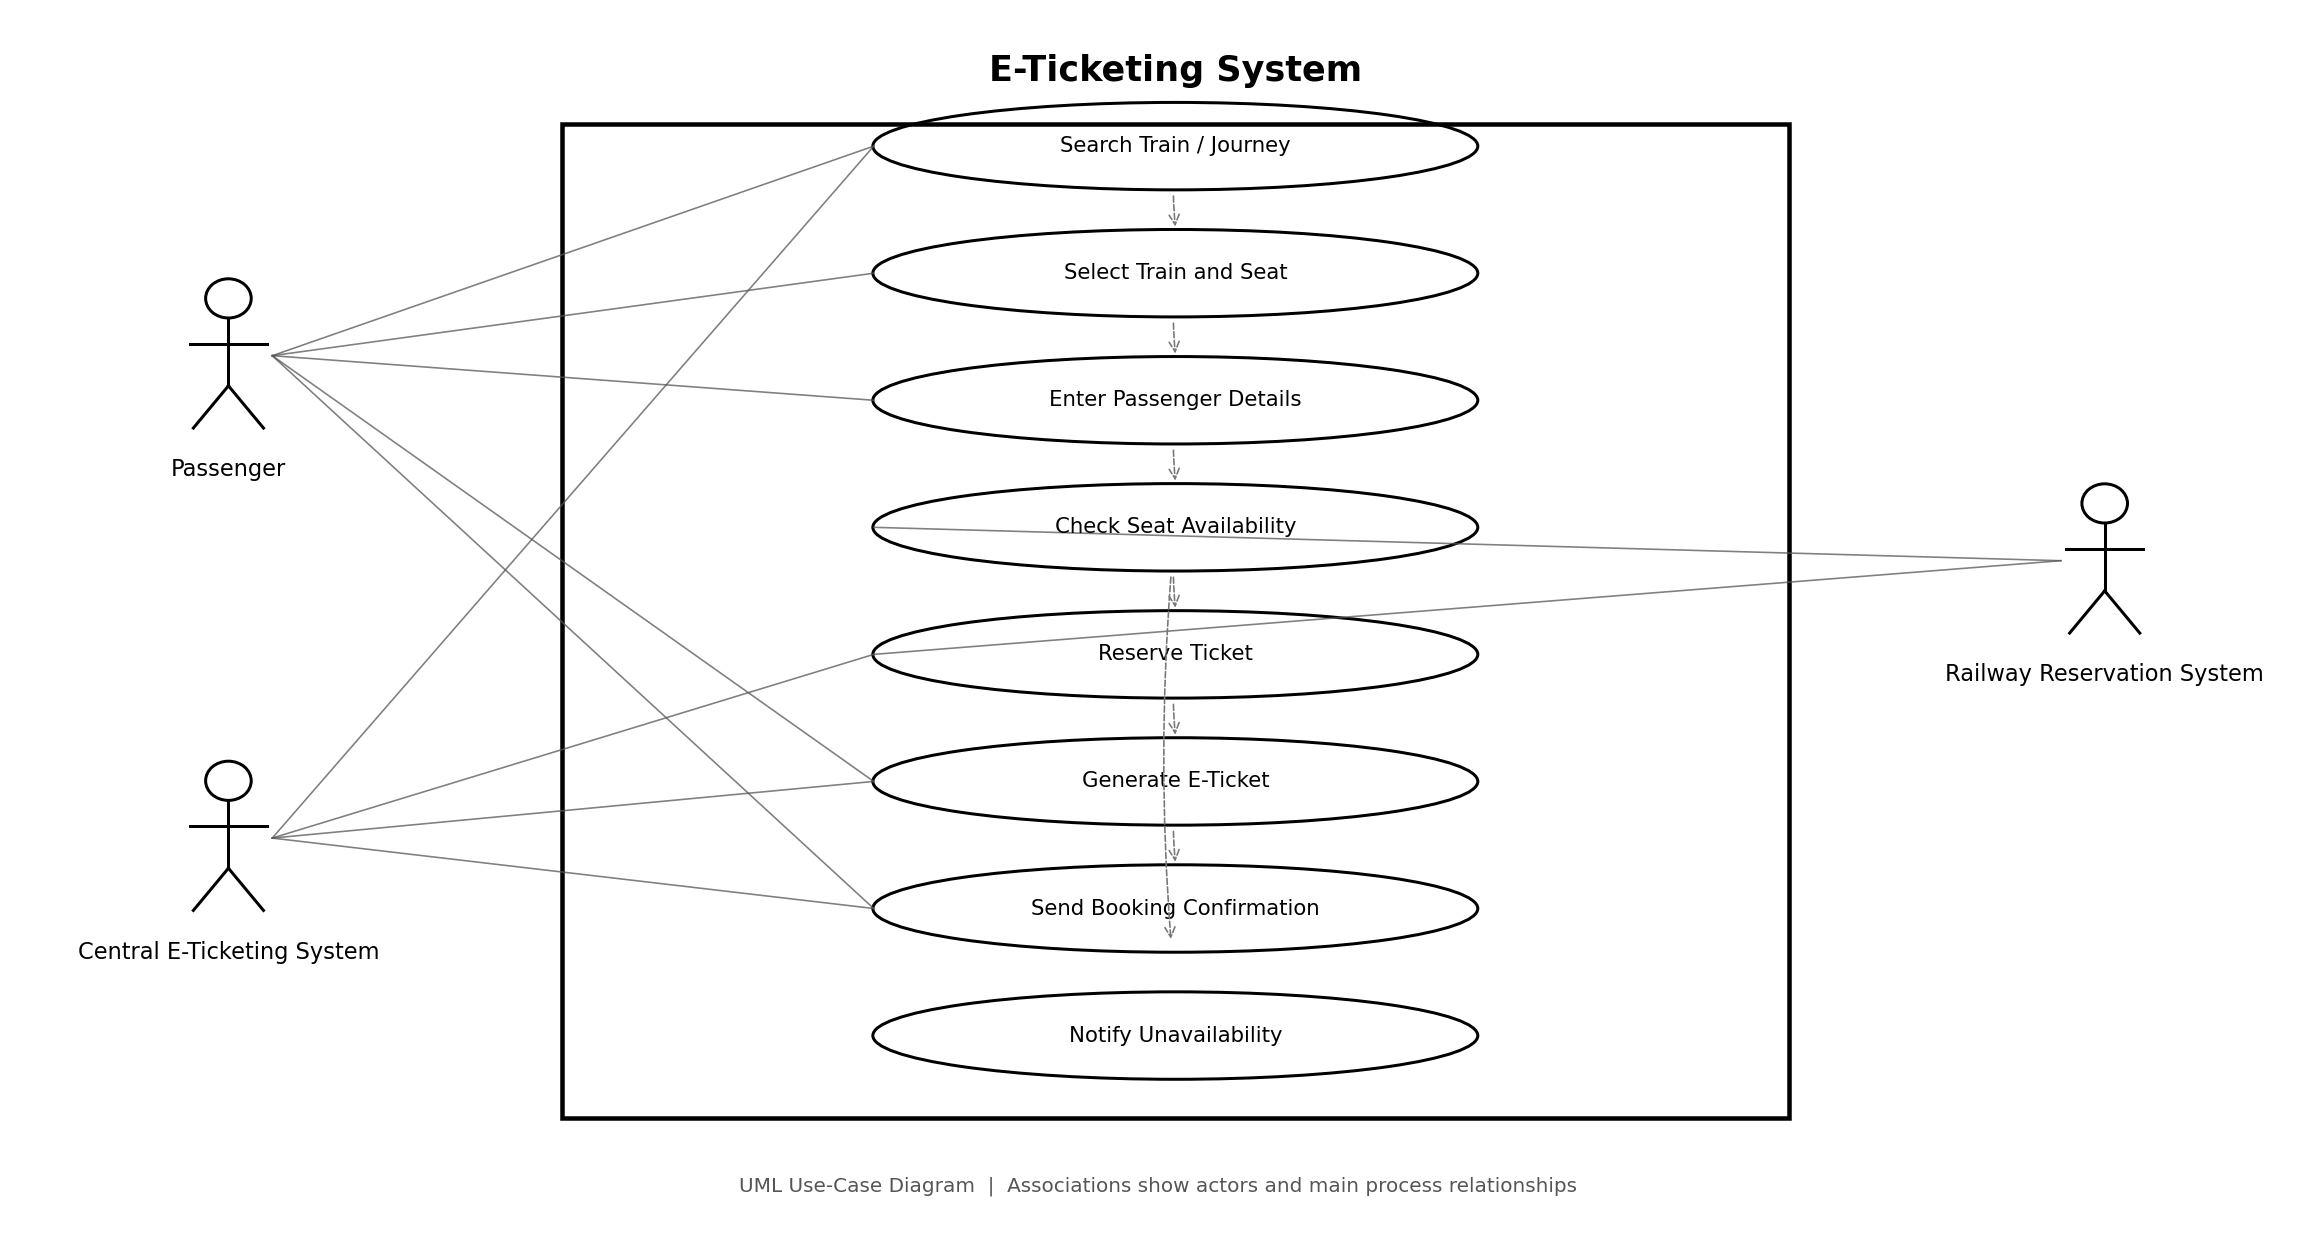 E-Ticketing System
Search Train / Journey
Select Train and Seat
Enter Passenger Details
Passenger
Check Seat Availability
Reserve Ticket
Railway Reservation System
Generate E-Ticket
Send Booking Confirmation
Central E-Ticketing System
Notify Unavailability
UML Use-Case Diagram | Associations show actors and main process relationships